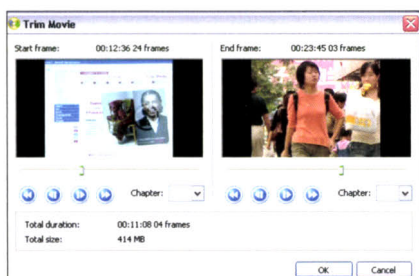 Trim Movie
Start frame: 00:12:36 24 frames
End frame: 00:23:45 03 frames
Chapter:
Chapter:
Total duration: 00:11:08 04 frames
Total size: 414 MB
OK Cancel